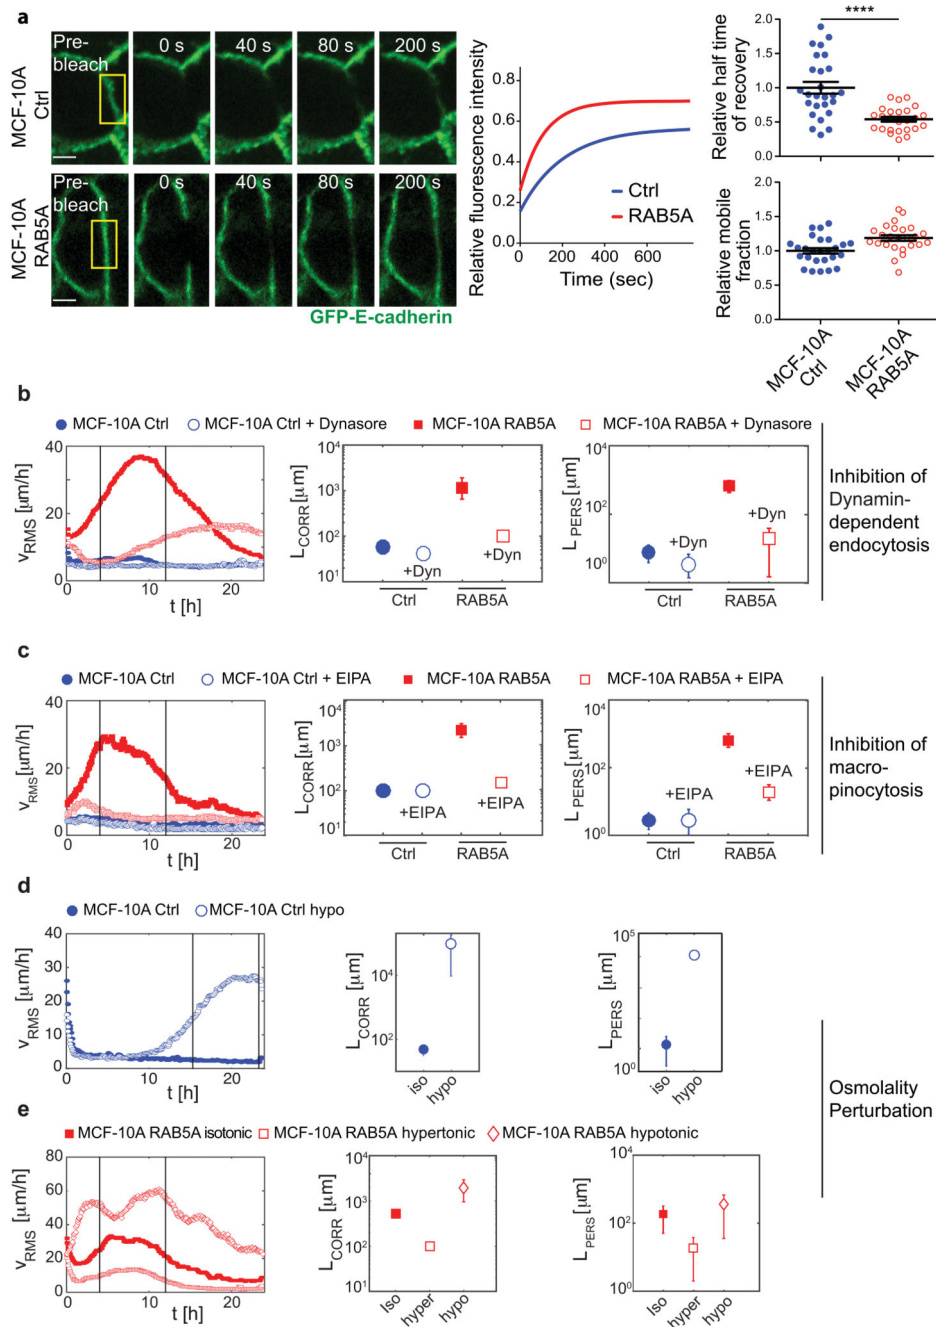 a
MCF-10A
Ctrl
Pre-
bleach
0 s
40 s
80 s
200 s
MCF-10A
RAB5A
Pre-
bleach
0 s
40 s
80 s
200 s
GFP-E-cadherin
Relative fluorescence intensity
0.8
0.6
0.4
0.2
0
0
200
400
600
Time (sec)
Ctrl
RAB5A
Relative half time
of recovery
2.0
1.5
1.0
0.5
0.0
****
Relative mobile
fraction
2.0
1.5
1.0
0.5
0.0
MCF-10A
Ctrl
MCF-10A
RAB5A
b
MCF-10A Ctrl
MCF-10A Ctrl + Dynasore
MCF-10A RAB5A
MCF-10A RAB5A + Dynasore
vRMS [μm/h]
40
30
20
10
0
0
10
20
t [h]
LCORR [μm]
10⁴
10³
10²
10¹
+Dyn
+Dyn
Ctrl
RAB5A
LPERS [μm]
10⁴
10²
10⁰
+Dyn
+Dyn
Ctrl
RAB5A
Inhibition of
Dynamin-
dependent
endocytosis
c
MCF-10A Ctrl
MCF-10A Ctrl + EIPA
MCF-10A RAB5A
MCF-10A RAB5A + EIPA
vRMS [μm/h]
40
20
0
0
10
20
t [h]
LCORR [μm]
10⁴
10³
10²
10¹
+EIPA
+EIPA
Ctrl
RAB5A
LPERS [μm]
10⁴
10²
10⁰
+EIPA
+EIPA
Ctrl
RAB5A
Inhibition of
macro-
pinocytosis
d
MCF-10A Ctrl
MCF-10A Ctrl hypo
vRMS [μm/h]
40
30
20
10
0
0
10
20
t [h]
LCORR [μm]
10⁴
10²
iso
hypo
LPERS [μm]
10⁵
10⁰
iso
hypo
Osmolality
Perturbation
e
MCF-10A RAB5A isotonic
MCF-10A RAB5A hypertonic
MCF-10A RAB5A hypotonic
vRMS [μm/h]
80
60
40
20
0
0
10
20
t [h]
LCORR [μm]
10⁴
10³
10²
10¹
Iso
hyper
hypo
LPERS [μm]
10⁴
10²
10⁰
Iso
hyper
hypo